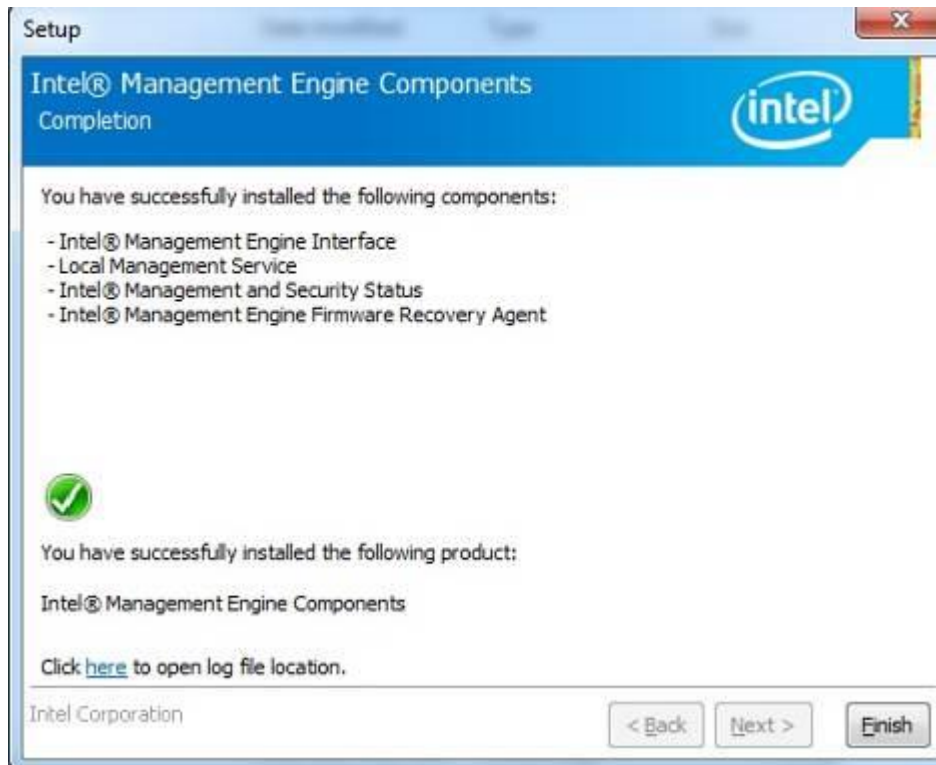 Setup
Intel® Management Engine Components
Completion
intel
You have successfully installed the following components:
- Intel® Management Engine Interface
- Local Management Service
- Intel® Management and Security Status
- Intel® Management Engine Firmware Recovery Agent
You have successfully installed the following product:
Intel® Management Engine Components
Click here to open log file location.
Intel Corporation
< Back Next > Finish